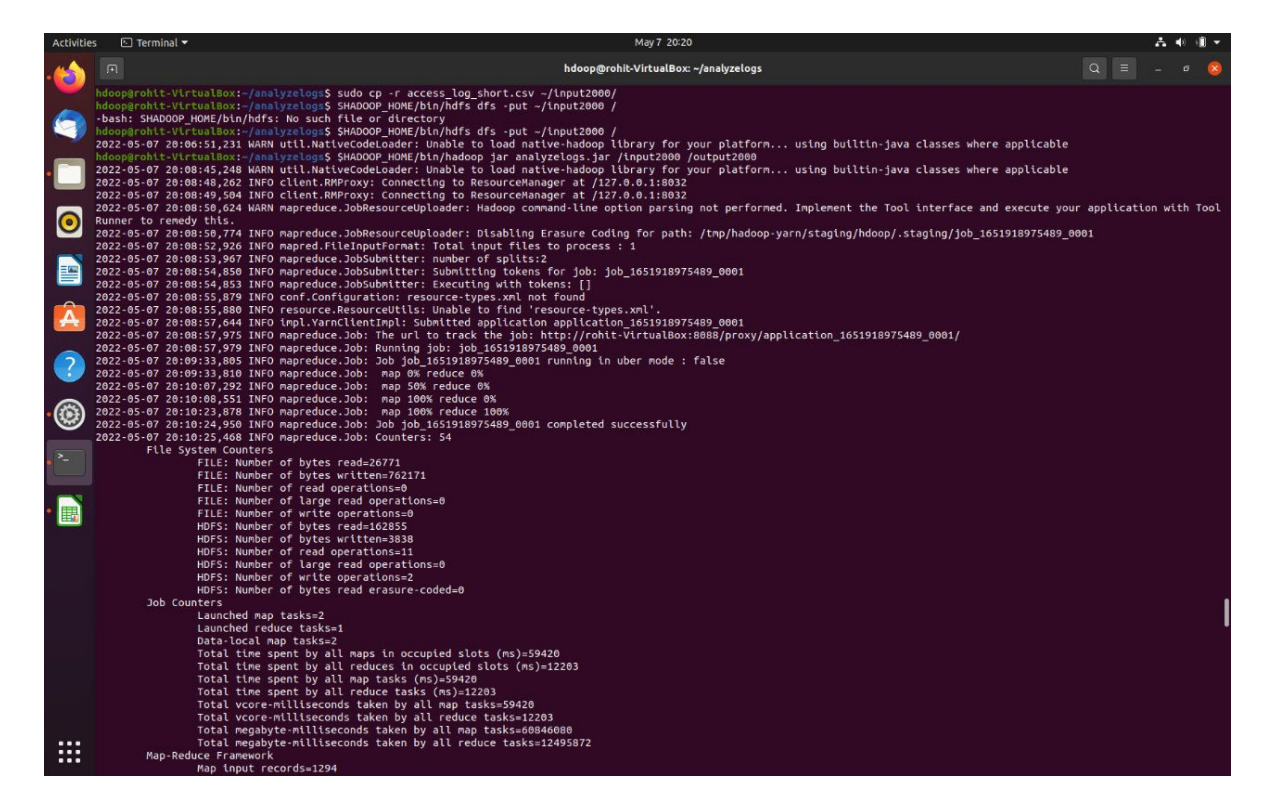 Activities
Terminal
May 7 20:20
hdoop@rohit-VirtualBox: ~/analyzelogs
hdoop@rohit-VirtualBox:~/analyzelogs$ sudo cp -r access_log_short.csv ~/input2000/
hdoop@rohit-VirtualBox:~/analyzelogs$ SHADOOP_HOME/bin/hdfs dfs -put ~/input2000 /
-bash: SHADOOP_HOME/bin/hdfs: No such file or directory
hdoop@rohit-VirtualBox:~/analyzelogs$ $HADOOP_HOME/bin/hdfs dfs -put ~/input2000 /
2022-05-07 20:06:51,231 WARN util.NativeCodeLoader: Unable to load native-hadoop library for your platform... using builtin-java classes where applicable
hdoop@rohit-VirtualBox:~/analyzelogs$ $HADOOP_HOME/bin/hadoop jar analyzelogs.jar /input2000 /output2000
2022-05-07 20:08:45,248 WARN util.NativeCodeLoader: Unable to load native-hadoop library for your platform... using builtin-java classes where applicable
2022-05-07 20:08:48,262 INFO client.RMProxy: Connecting to ResourceManager at /127.0.0.1:8032
2022-05-07 20:08:49,504 INFO client.RMProxy: Connecting to ResourceManager at /127.0.0.1:8032
2022-05-07 20:08:50,624 WARN mapreduce.JobResourceUploader: Hadoop command-line option parsing not performed. Implement the Tool interface and execute your application with Tool
Runner to remedy this.
2022-05-07 20:08:50,774 INFO mapreduce.JobResourceUploader: Disabling Erasure Coding for path: /tmp/hadoop-yarn/staging/hdoop/.staging/job_1651918975489_0001
2022-05-07 20:08:52,926 INFO mapred.FileInputFormat: Total input files to process : 1
2022-05-07 20:08:53,967 INFO mapreduce.JobSubmitter: number of splits:2
2022-05-07 20:08:54,850 INFO mapreduce.JobSubmitter: Submitting tokens for job: job_1651918975489_0001
2022-05-07 20:08:54,853 INFO mapreduce.JobSubmitter: Executing with tokens: []
2022-05-07 20:08:55,879 INFO conf.Configuration: resource-types.xml not found
2022-05-07 20:08:55,880 INFO resource.ResourceUtils: Unable to find 'resource-types.xml'.
2022-05-07 20:08:57,644 INFO impl.YarnClientImpl: Submitted application application_1651918975489_0001
2022-05-07 20:08:57,975 INFO mapreduce.Job: The url to track the job: http://rohit-VirtualBox:8088/proxy/application_1651918975489_0001/
2022-05-07 20:08:57,979 INFO mapreduce.Job: Running job: job_1651918975489_0001
2022-05-07 20:09:33,805 INFO mapreduce.Job: Job job_1651918975489_0001 running in uber mode : false
2022-05-07 20:09:33,810 INFO mapreduce.Job:  map 0% reduce 0%
2022-05-07 20:10:07,292 INFO mapreduce.Job:  map 50% reduce 0%
2022-05-07 20:10:08,551 INFO mapreduce.Job:  map 100% reduce 0%
2022-05-07 20:10:23,878 INFO mapreduce.Job:  map 100% reduce 100%
2022-05-07 20:10:24,950 INFO mapreduce.Job: Job job_1651918975489_0001 completed successfully
2022-05-07 20:10:25,468 INFO mapreduce.Job: Counters: 54
File System Counters
FILE: Number of bytes read=26771
FILE: Number of bytes written=762171
FILE: Number of read operations=0
FILE: Number of large read operations=0
FILE: Number of write operations=0
HDFS: Number of bytes read=162855
HDFS: Number of bytes written=3838
HDFS: Number of read operations=11
HDFS: Number of large read operations=0
HDFS: Number of write operations=2
HDFS: Number of bytes read erasure-coded=0
Job Counters
Launched map tasks=2
Launched reduce tasks=1
Data-local map tasks=2
Total time spent by all maps in occupied slots (ms)=59420
Total time spent by all reduces in occupied slots (ms)=12203
Total time spent by all map tasks (ms)=59420
Total time spent by all reduce tasks (ms)=12203
Total vcore-milliseconds taken by all map tasks=59420
Total vcore-milliseconds taken by all reduce tasks=12203
Total megabyte-milliseconds taken by all map tasks=60846080
Total megabyte-milliseconds taken by all reduce tasks=12495872
Map-Reduce Framework
Map input records=1294